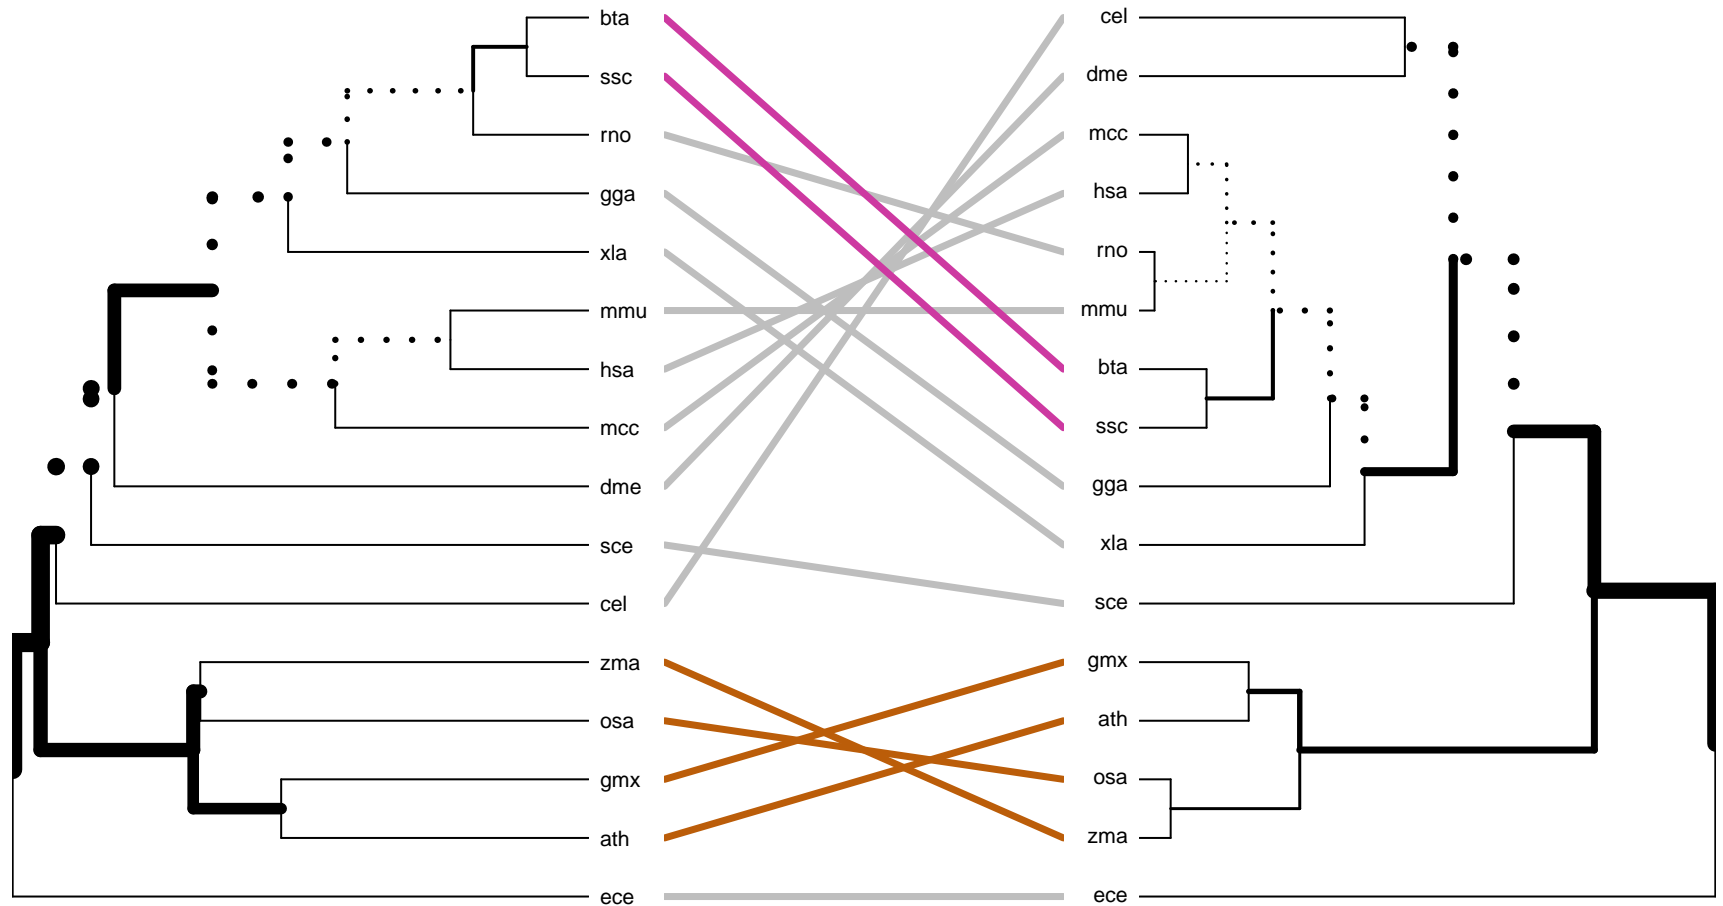 bta cel
ssc dme
rno mcc
gga hsa
xla rno
mmu mmu
hsa bta
mcc ssc
dme gga
sce xla
cel sce
zma gmx
osa ath
gmx osa
ath zma
ece ece